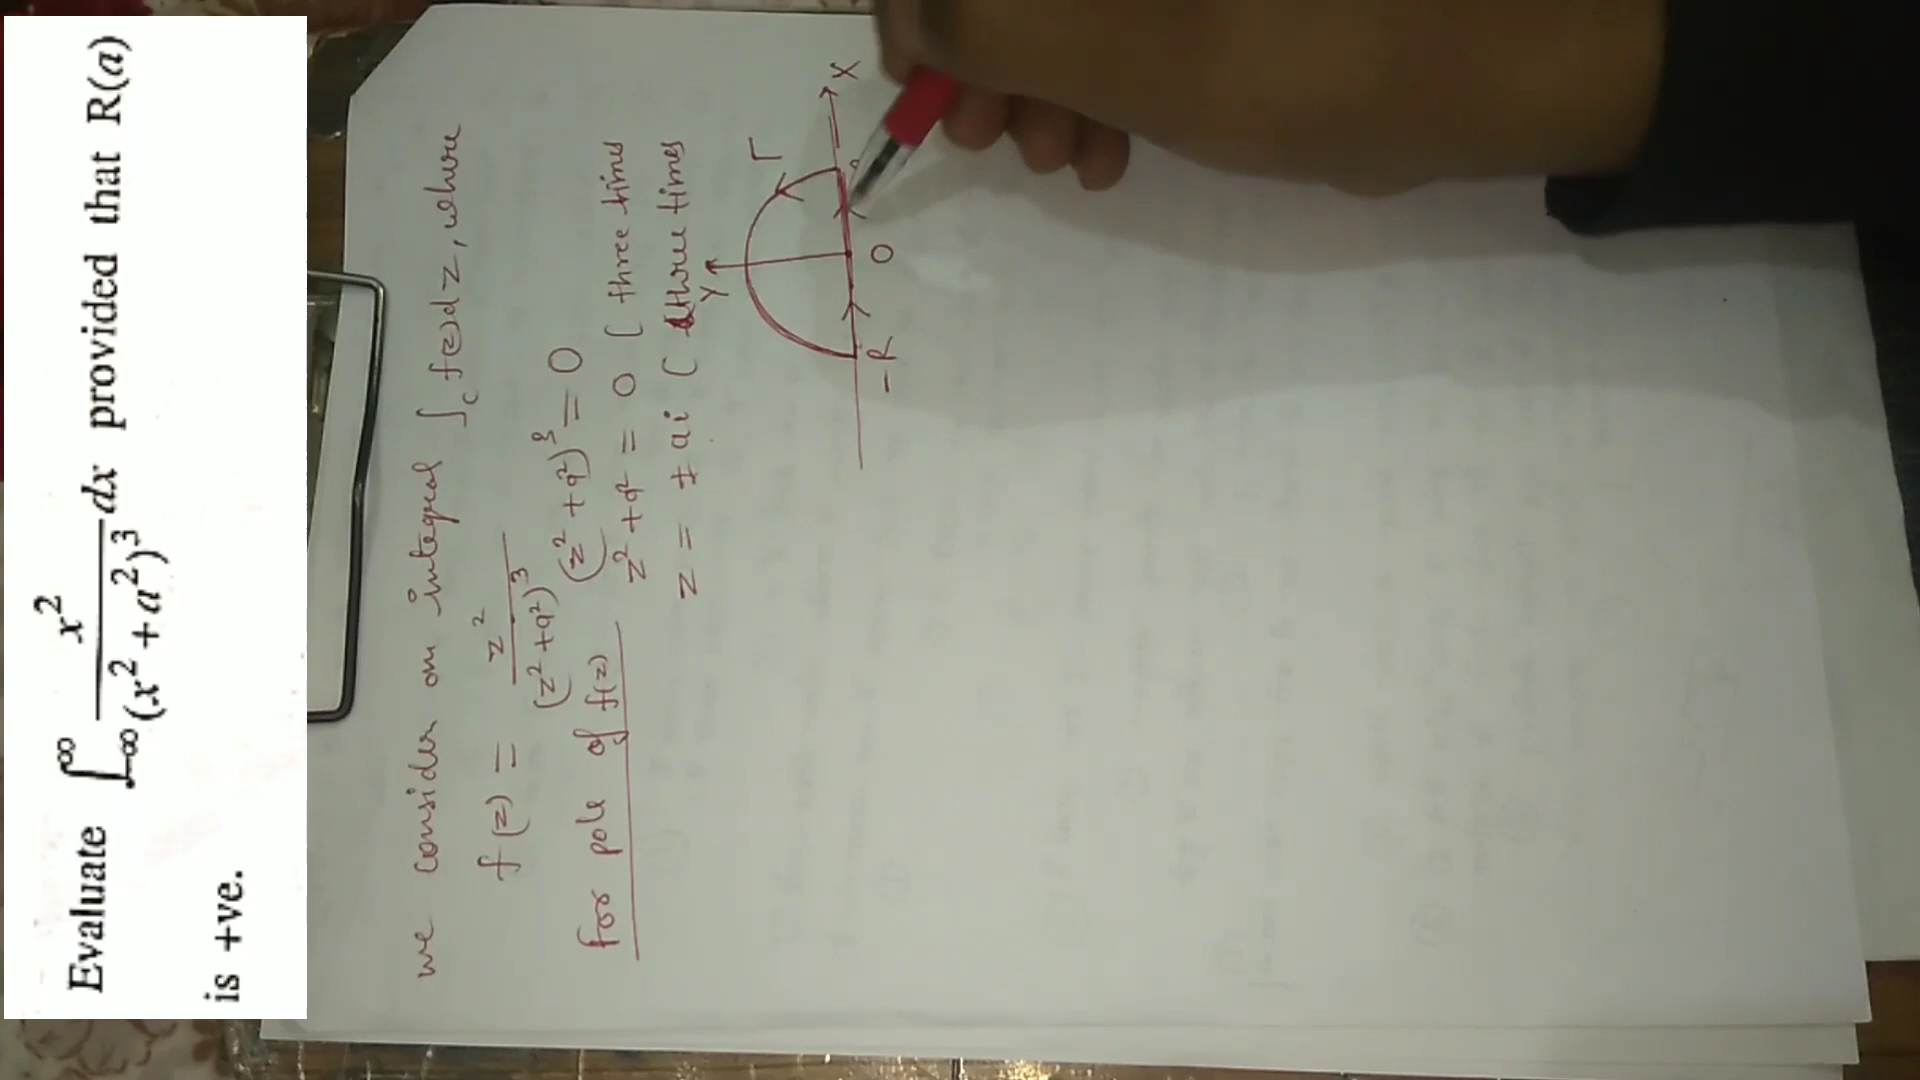 Evaluate ∫_{-∞}^{∞} x²/(x² + a²)³ dx provided that R(a)
is +ve.
we consider an integral ∫_C f(z)dz, where
f(z) = z²/(z²+a²)³
for pole of f(z) (z²+a²)³ = 0
z²+a² = 0 ( three times
z = ± ai ( three times
Y
Γ
X
-R
O